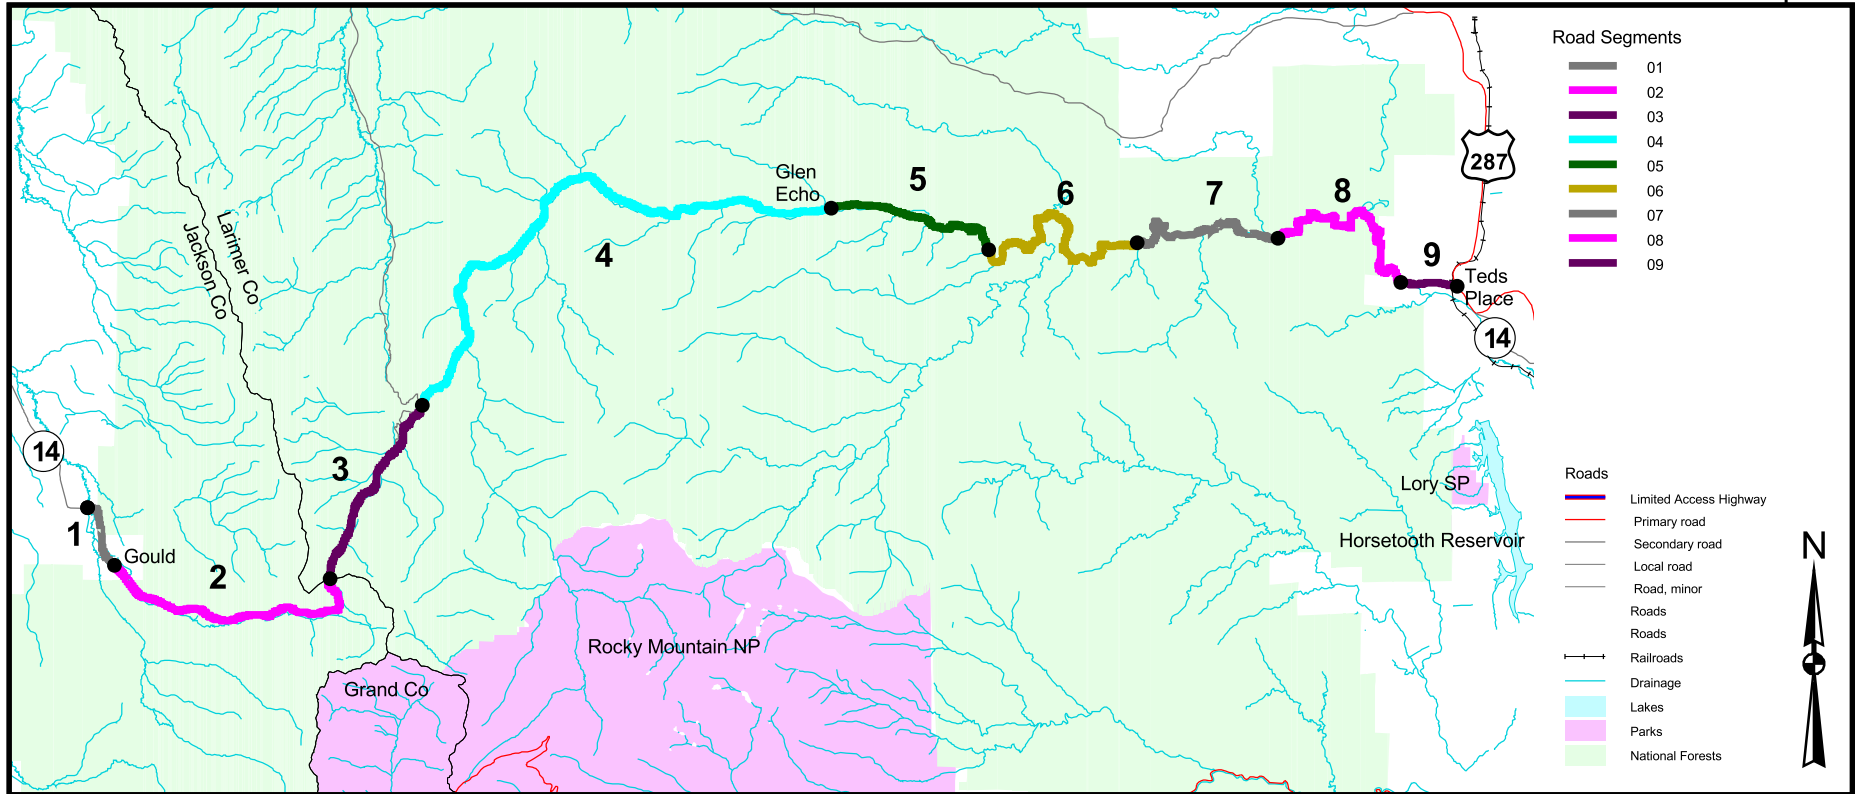 Road Segments
01
02
03
04
05
06
07
08
09
287
Glen
Echo
5
6
7
8
9
4
Teds
Place
14
Larimer Co
Jackson Co
14
3
1
Gould
2
Lory SP
Horsetooth Reservoir
Rocky Mountain NP
Grand Co
Roads
Limited Access Highway
Primary road
Secondary road
Local road
Road, minor
Roads
Roads
Railroads
Drainage
Lakes
Parks
National Forests
N